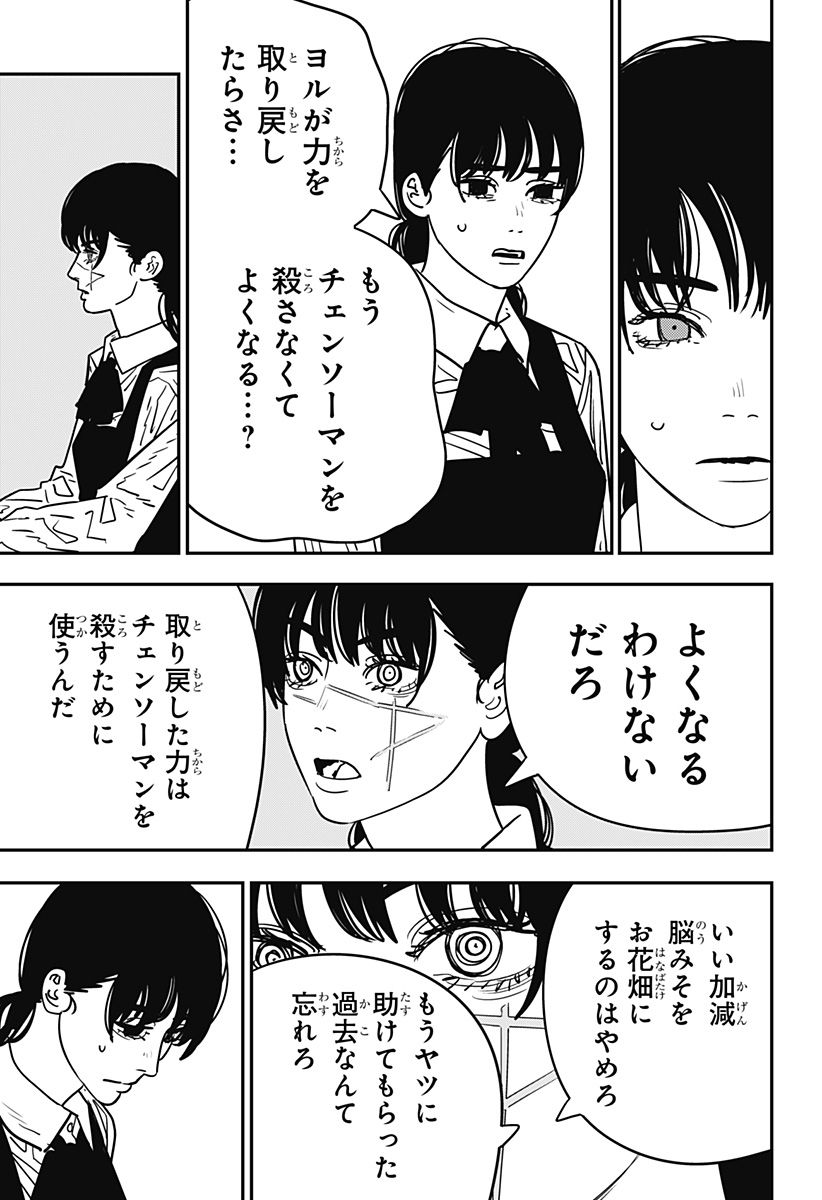 ヨルが力を
取り戻し
たらさ…
もう
チェンソーマンを
殺さなくて
よくなる…?
よくなる
わけない
だろ
取り戻した力は
チェンソーマンを
殺すために
使うんだ
いい加減
脳みそを
お花畑に
するのはやめろ
もうヤツに
助けてもらった
過去なんて
忘れろ